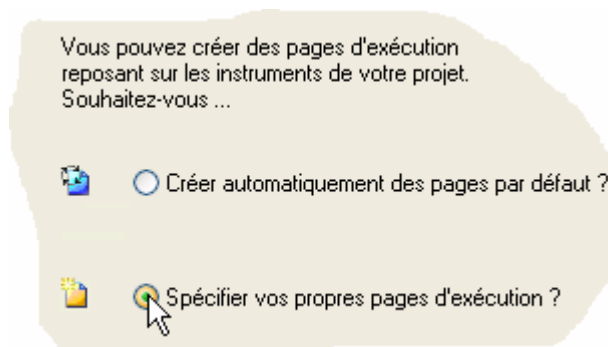 Vous pouvez créer des pages d'exécution
reposant sur les instruments de votre projet.
Souhaitez-vous ...
Créer automatiquement des pages par défaut ?
Spécifier vos propres pages d'exécution ?